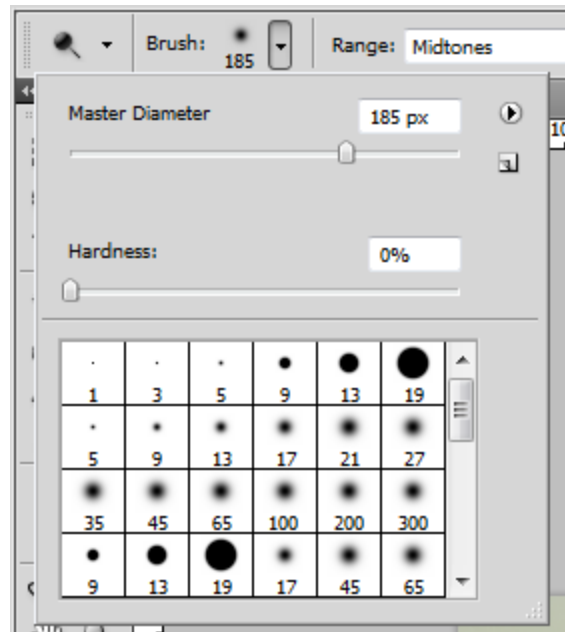 Brush: 185 Range: Midtones
Master Diameter 185 px
10
Hardness: 0%
1 3 5 9 13 19
5 9 13 17 21 27
35 45 65 100 200 300
9 13 19 17 45 65